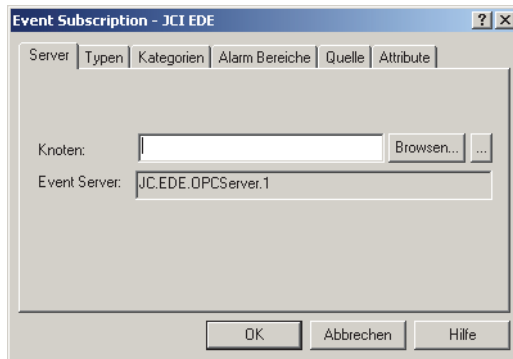 Event Subscription - JCI EDE
Server Typen Kategorien Alarm Bereiche Quelle Attribute
Knoten: Browsen... ...
Event Server: JC.EDE.OPCServer.1
OK Abbrechen Hilfe